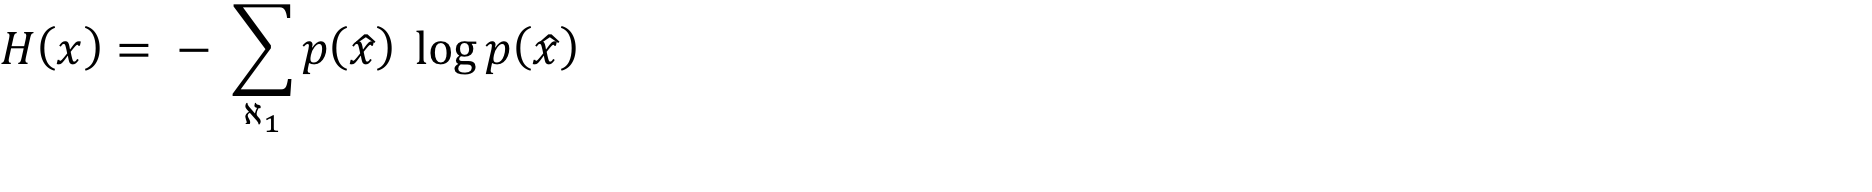 H(x) = − ∑_{ℵ₁} p(x̂) log p(x̂)